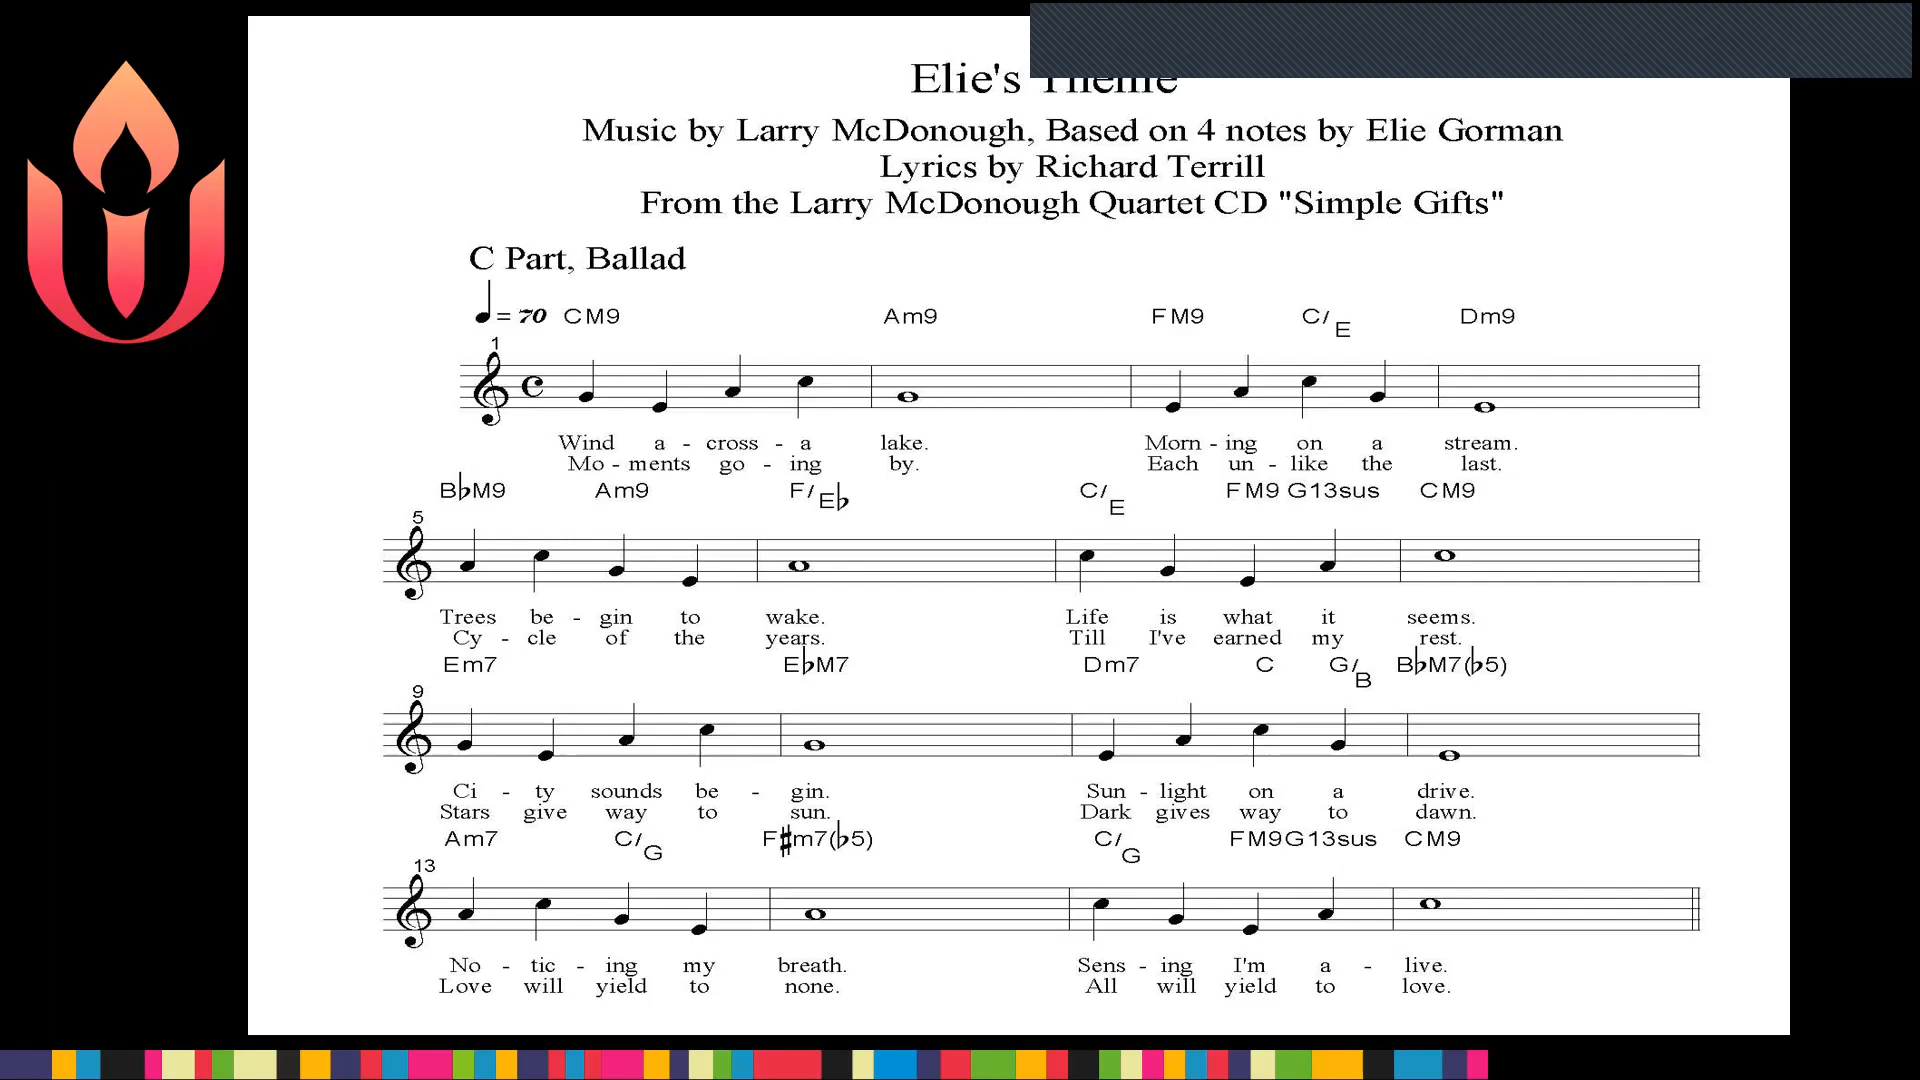 Elie's Theme
Music by Larry McDonough, Based on 4 notes by Elie Gorman
Lyrics by Richard Terrill
From the Larry McDonough Quartet CD "Simple Gifts"
C Part, Ballad
= 70 CM9 Am9 FM9 C/E Dm9
1
Wind a - cross - a lake. Morn - ing on a stream.
Mo - ments go - ing by. Each un - like the last.
B♭M9 Am9 F/E♭ C/E FM9 G13sus CM9
5
Trees be - gin to wake. Life is what it seems.
Cy - cle of the years. Till I've earned my rest.
Em7 E♭M7 Dm7 C G/B B♭M7(♭5)
9
Ci - ty sounds be - gin. Sun - light on a drive.
Stars give way to sun. Dark gives way to dawn.
Am7 C/G F#m7(♭5) C/G FM9 G13sus CM9
13
No - tic - ing my breath. Sens - ing I'm a - live.
Love will yield to none. All will yield to love.